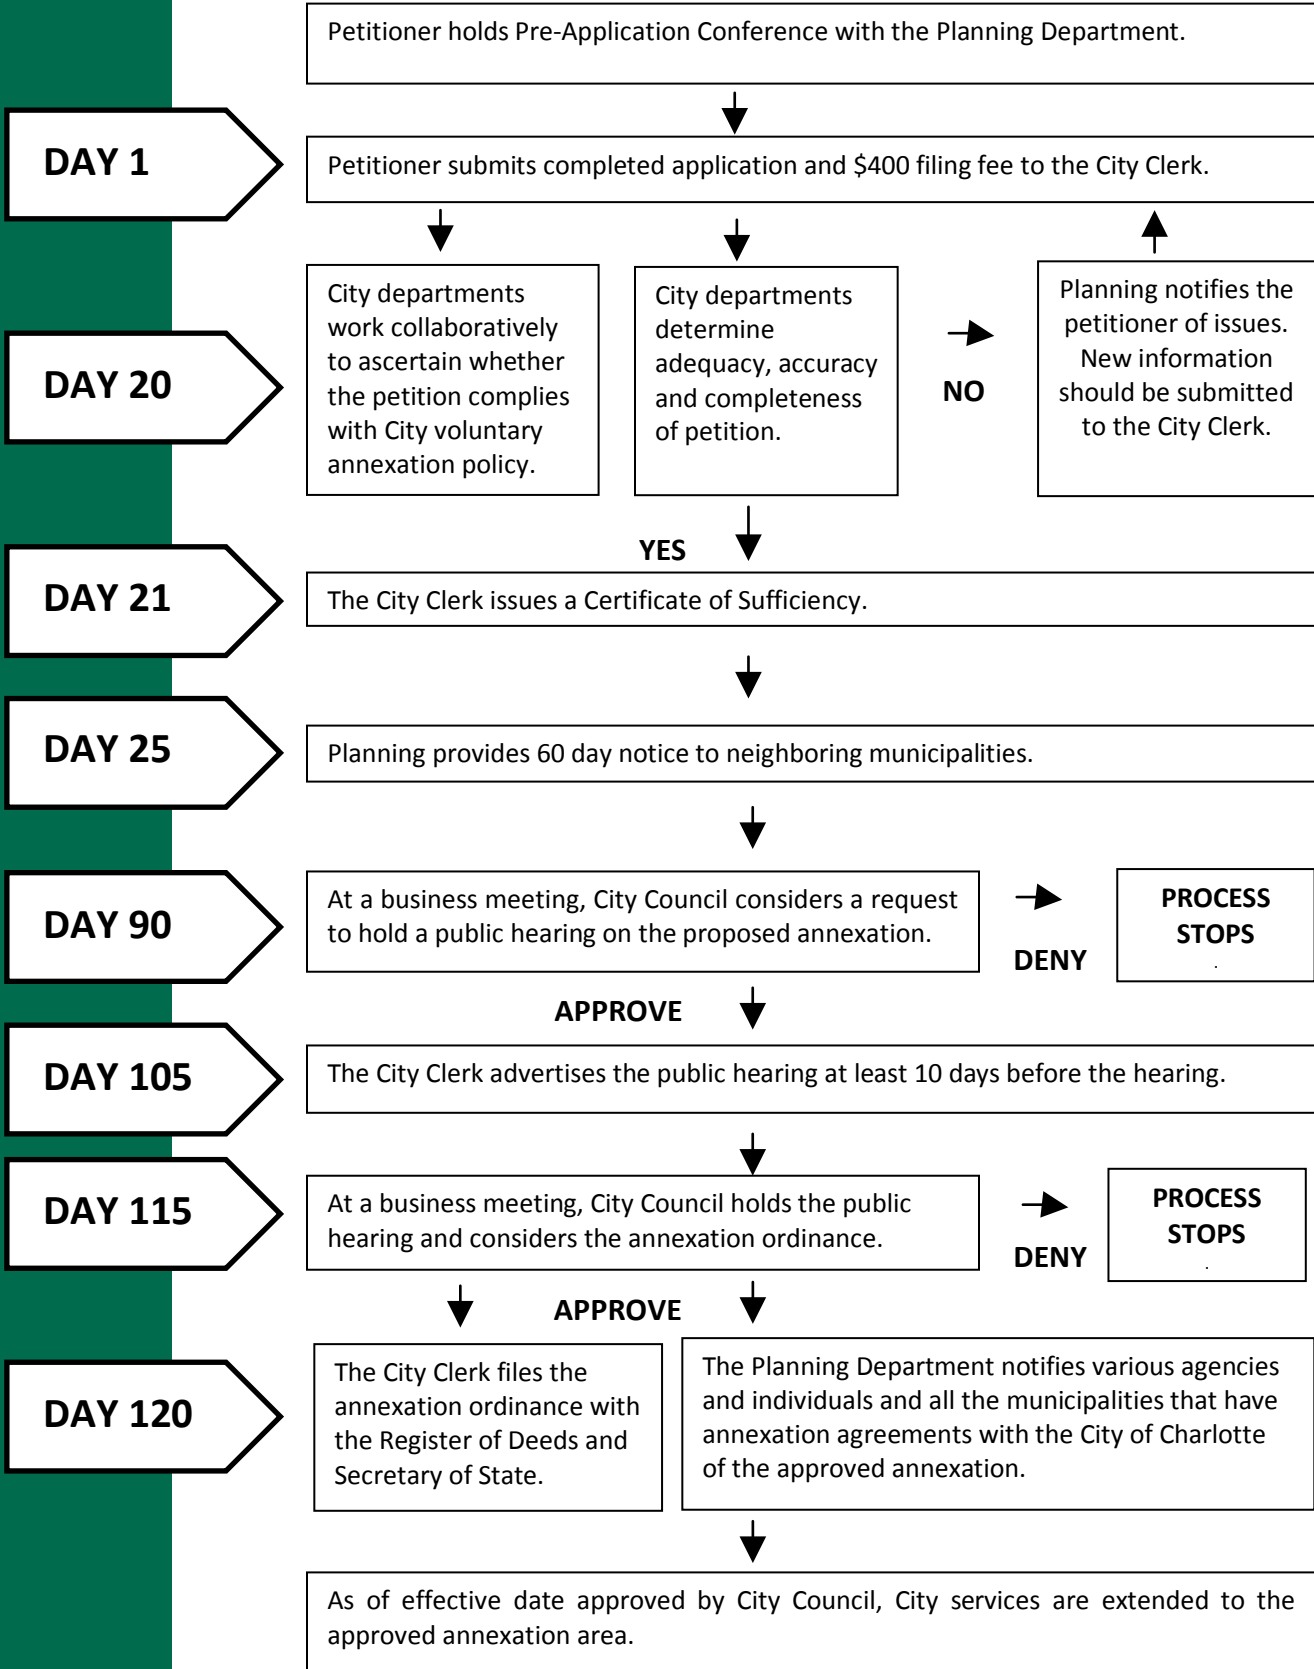 Petitioner holds Pre-Application Conference with the Planning Department.
DAY 1
Petitioner submits completed application and $400 filing fee to the City Clerk.
DAY 20
City departments
work collaboratively
to ascertain whether
the petition complies
with City voluntary
annexation policy.
City departments
determine
adequacy, accuracy
and completeness
of petition.
NO
Planning notifies the
petitioner of issues.
New information
should be submitted
to the City Clerk.
YES
DAY 21
The City Clerk issues a Certificate of Sufficiency.
DAY 25
Planning provides 60 day notice to neighboring municipalities.
DAY 90
At a business meeting, City Council considers a request
to hold a public hearing on the proposed annexation.
DENY
PROCESS
STOPS
.
APPROVE
DAY 105
The City Clerk advertises the public hearing at least 10 days before the hearing.
DAY 115
At a business meeting, City Council holds the public
hearing and considers the annexation ordinance.
DENY
PROCESS
STOPS
.
APPROVE
DAY 120
The City Clerk files the
annexation ordinance with
the Register of Deeds and
Secretary of State.
The Planning Department notifies various agencies
and individuals and all the municipalities that have
annexation agreements with the City of Charlotte
of the approved annexation.
As of effective date approved by City Council, City services are extended to the
approved annexation area.